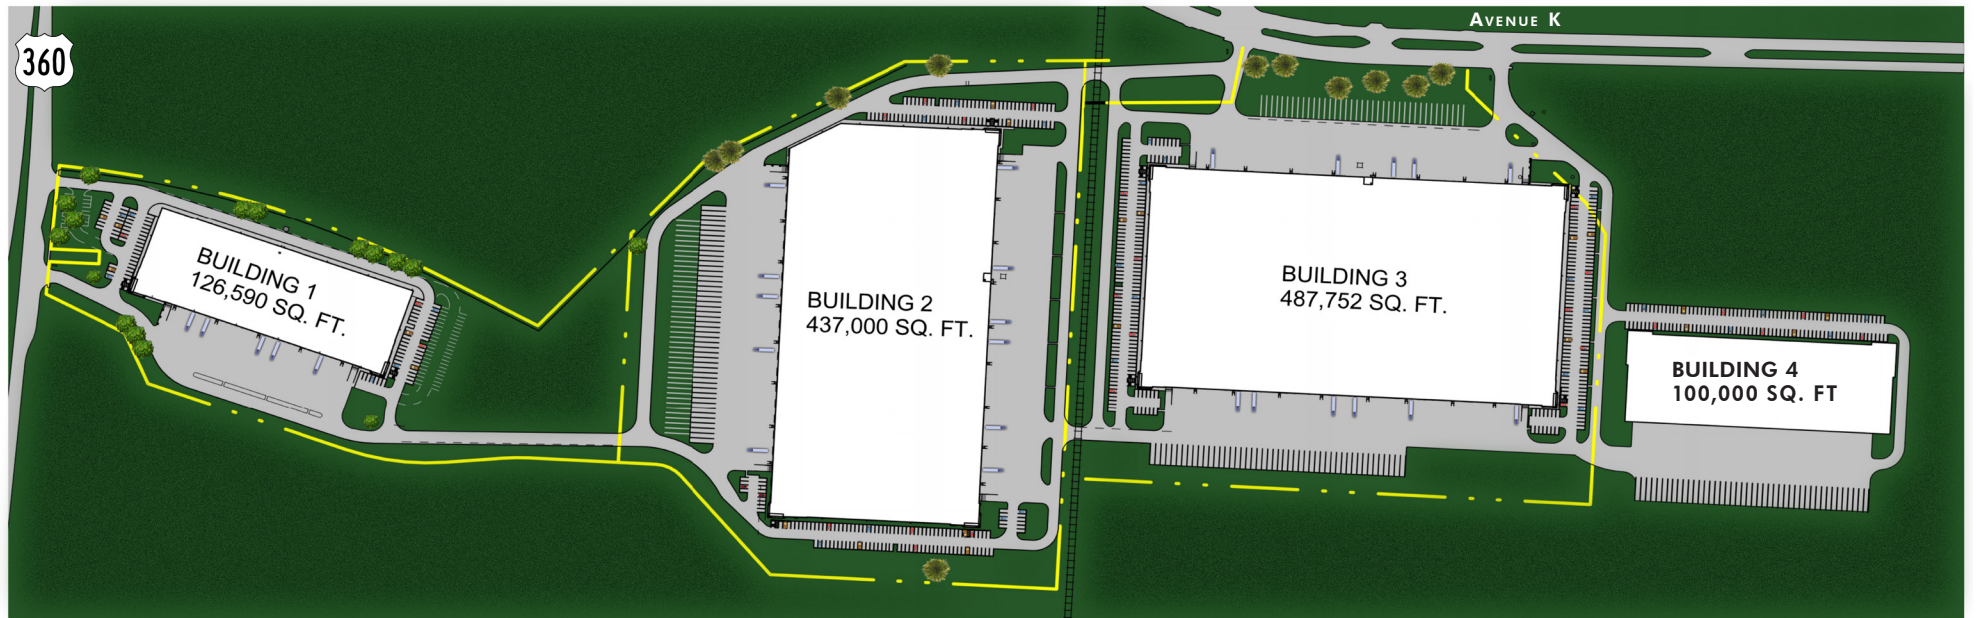 AVENUE K
360
BUILDING 1
126,590 SQ. FT.
BUILDING 2
437,000 SQ. FT.
BUILDING 3
487,752 SQ. FT.
BUILDING 4
100,000 SQ. FT